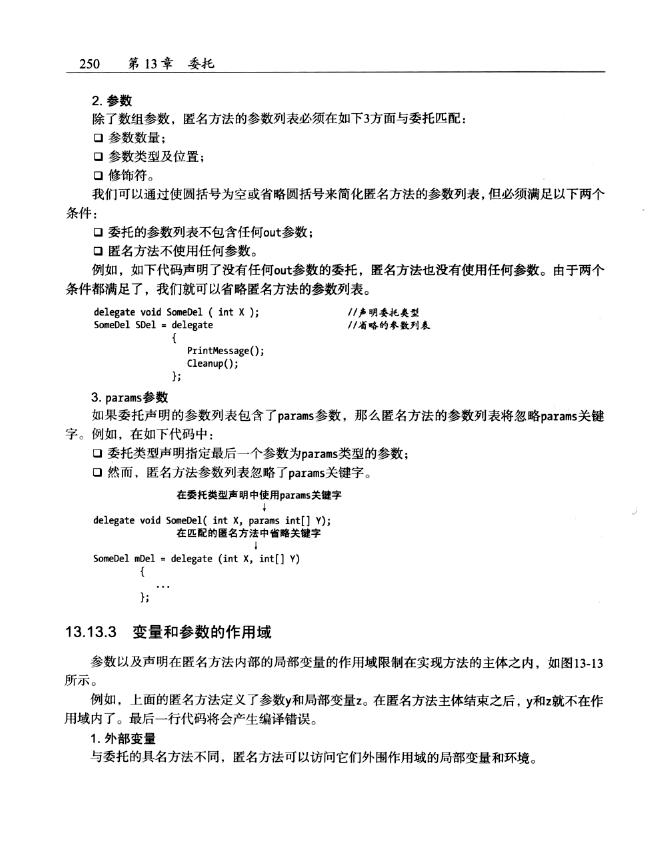 250 第13章 委托
2. 参数
除了数组参数，匿名方法的参数列表必须在如下3方面与委托匹配：
❑ 参数数量；
❑ 参数类型及位置；
❑ 修饰符。
我们可以通过使圆括号为空或省略圆括号来简化匿名方法的参数列表，但必须满足以下两个
条件：
❑ 委托的参数列表不包含任何out参数；
❑ 匿名方法不使用任何参数。
例如，如下代码声明了没有任何out参数的委托，匿名方法也没有使用任何参数。由于两个
条件都满足了，我们就可以省略匿名方法的参数列表。
delegate void SomeDel ( int X ); //声明委托类型
SomeDel SDel = delegate //省略的参数列表
{
PrintMessage();
Cleanup();
};
3. params参数
如果委托声明的参数列表包含了params参数，那么匿名方法的参数列表将忽略params关键
字。例如，在如下代码中：
❑ 委托类型声明指定最后一个参数为params类型的参数；
❑ 然而，匿名方法参数列表忽略了params关键字。
在委托类型声明中使用params关键字
↓
delegate void SomeDel( int X, params int[] Y);
在匹配的匿名方法中省略关键字
↓
SomeDel mDel = delegate (int X, int[] Y)
{
...
};
13.13.3 变量和参数的作用域
参数以及声明在匿名方法内部的局部变量的作用域限制在实现方法的主体之内，如图13-13
所示。
例如，上面的匿名方法定义了参数y和局部变量z。在匿名方法主体结束之后，y和z就不在作
用域内了。最后一行代码将会产生编译错误。
1. 外部变量
与委托的具名方法不同，匿名方法可以访问它们外围作用域的局部变量和环境。